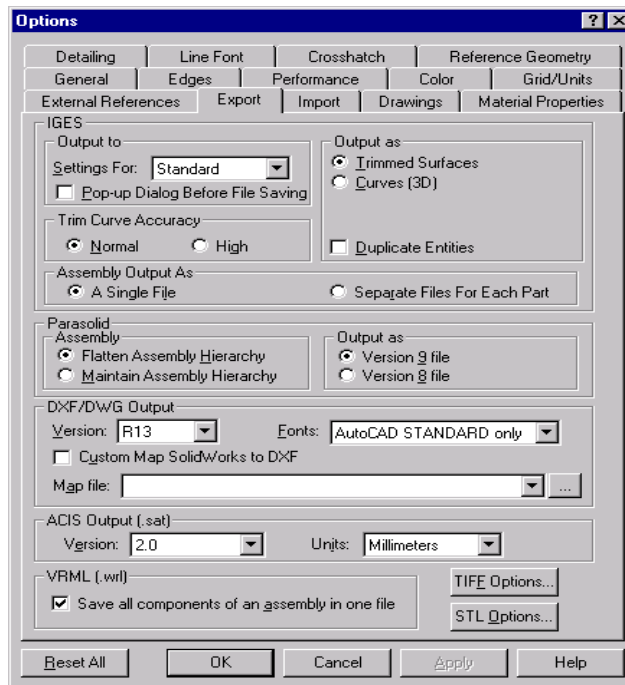 Options
Detailing Line Font Crosshatch Reference Geometry
General Edges Performance Color Grid/Units
External References Export Import Drawings Material Properties
IGES
Output to
Settings For: Standard
Pop-up Dialog Before File Saving
Output as
Trimmed Surfaces
Curves (3D)
Duplicate Entities
Trim Curve Accuracy
Normal High
Assembly Output As
A Single File Separate Files For Each Part
Parasolid
Assembly
Flatten Assembly Hierarchy
Maintain Assembly Hierarchy
Output as
Version 9 file
Version 8 file
DXF/DWG Output
Version: R13 Fonts: AutoCAD STANDARD only
Custom Map SolidWorks to DXF
Map file: ...
ACIS Output (.sat)
Version: 2.0 Units: Millimeters
VRML (.wrl)
Save all components of an assembly in one file
TIFF Options...
STL Options...
Reset All OK Cancel Apply Help